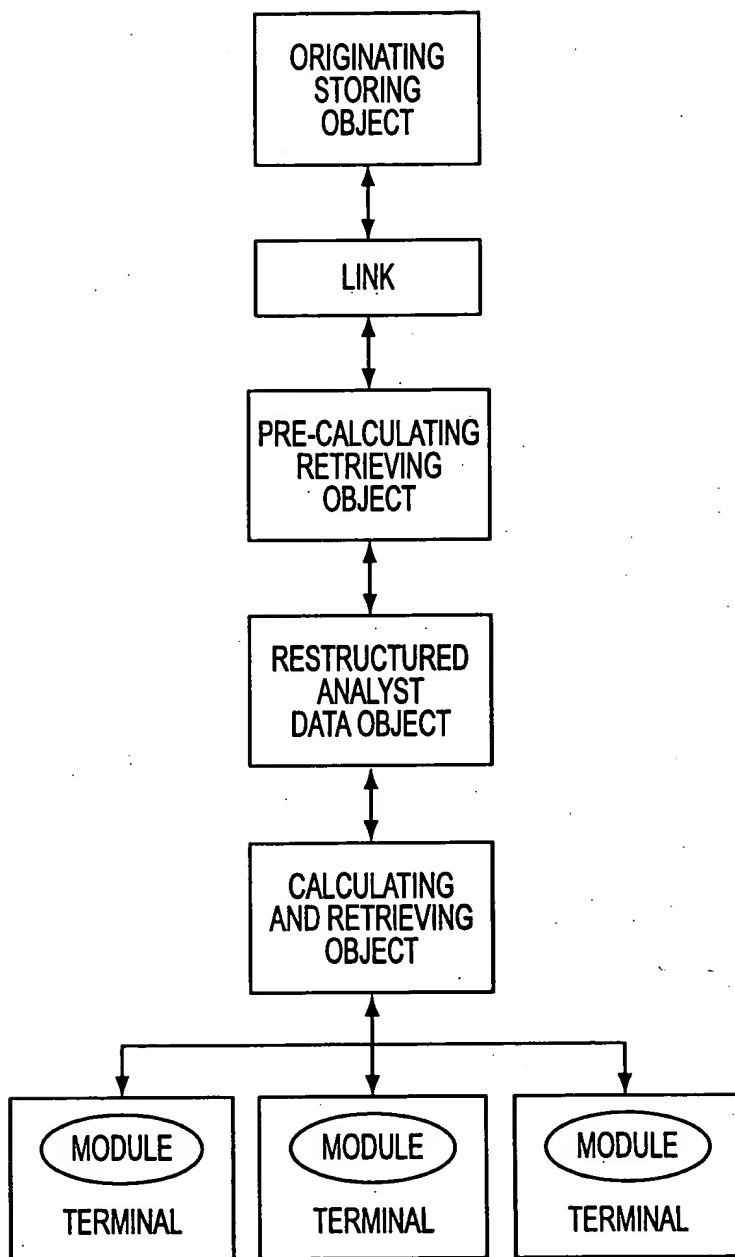 ORIGINATING
STORING
OBJECT
LINK
PRE-CALCULATING
RETRIEVING
OBJECT
RESTRUCTURED
ANALYST
DATA OBJECT
CALCULATING
AND RETRIEVING
OBJECT
MODULE
TERMINAL
MODULE
TERMINAL
MODULE
TERMINAL